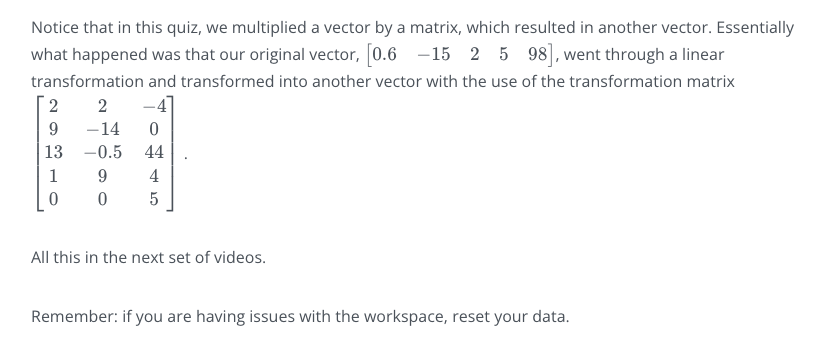 Notice that in this quiz, we multiplied a vector by a matrix, which resulted in another vector. Essentially
what happened was that our original vector, [0.6 −15 2 5 98], went through a linear
transformation and transformed into another vector with the use of the transformation matrix
[2 2 −4
9 −14 0
13 −0.5 44
1 9 4
0 0 5].
All this in the next set of videos.
Remember: if you are having issues with the workspace, reset your data.